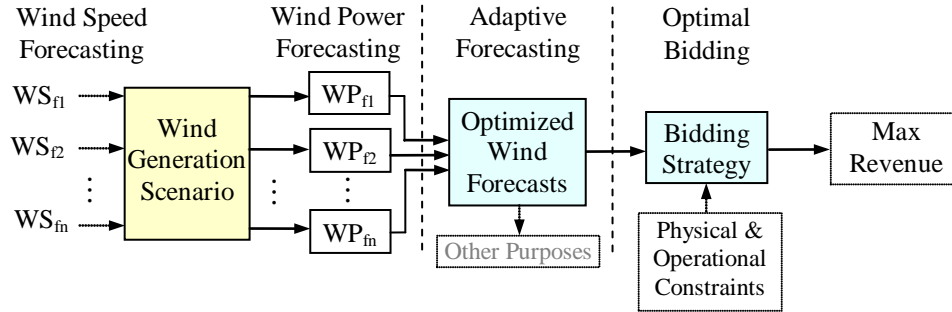 Wind Speed
Forecasting
Wind Power
Forecasting
Adaptive
Forecasting
Optimal
Bidding
WSf1
WSf2
⋮
WSfn
Wind
Generation
Scenario
WPf1
WPf2
⋮
⋮
WPfn
Optimized
Wind
Forecasts
Other Purposes
Bidding
Strategy
Physical &
Operational
Constraints
Max
Revenue